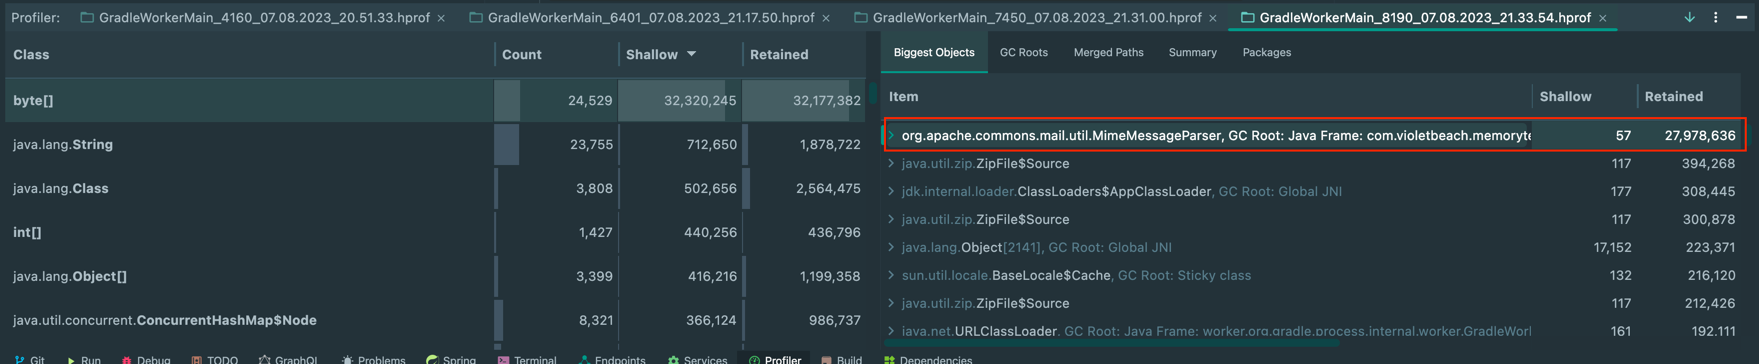 Profiler: GradleWorkerMain_4160_07.08.2023_20.51.33.hprof × GradleWorkerMain_6401_07.08.2023_21.17.50.hprof × GradleWorkerMain_7450_07.08.2023_21.31.00.hprof × GradleWorkerMain_8190_07.08.2023_21.33.54.hprof ×
Class Count Shallow Retained
byte[] 24,529 32,320,245 32,177,382
java.lang.String 23,755 712,650 1,878,722
java.lang.Class 3,808 502,656 2,564,475
int[] 1,427 440,256 436,796
java.lang.Object[] 3,399 416,216 1,199,358
java.util.concurrent.ConcurrentHashMap$Node 8,321 366,124 986,737
Biggest Objects GC Roots Merged Paths Summary Packages
Item Shallow Retained
org.apache.commons.mail.util.MimeMessageParser, GC Root: Java Frame: com.violetbeach.memoryte 57 27,978,636
java.util.zip.ZipFile$Source 117 394,268
jdk.internal.loader.ClassLoaders$AppClassLoader, GC Root: Global JNI 177 308,445
java.util.zip.ZipFile$Source 117 300,878
java.lang.Object[2141], GC Root: Global JNI 17,152 223,371
sun.util.locale.BaseLocale$Cache, GC Root: Sticky class 132 216,120
java.util.zip.ZipFile$Source 117 212,426
java.net.URLClassLoader, GC Root: Java Frame: worker.org.gradle.process.internal.worker.GradleWorl 161 192,111
Git Run Debug TODO GraphQL Problems Spring Terminal Endpoints Services Profiler Build Dependencies